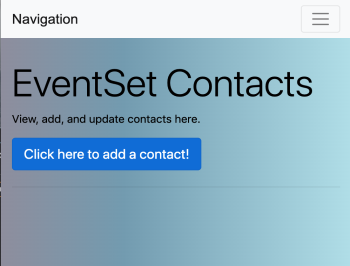 Navigation
EventSet Contacts
View, add, and update contacts here.
Click here to add a contact!